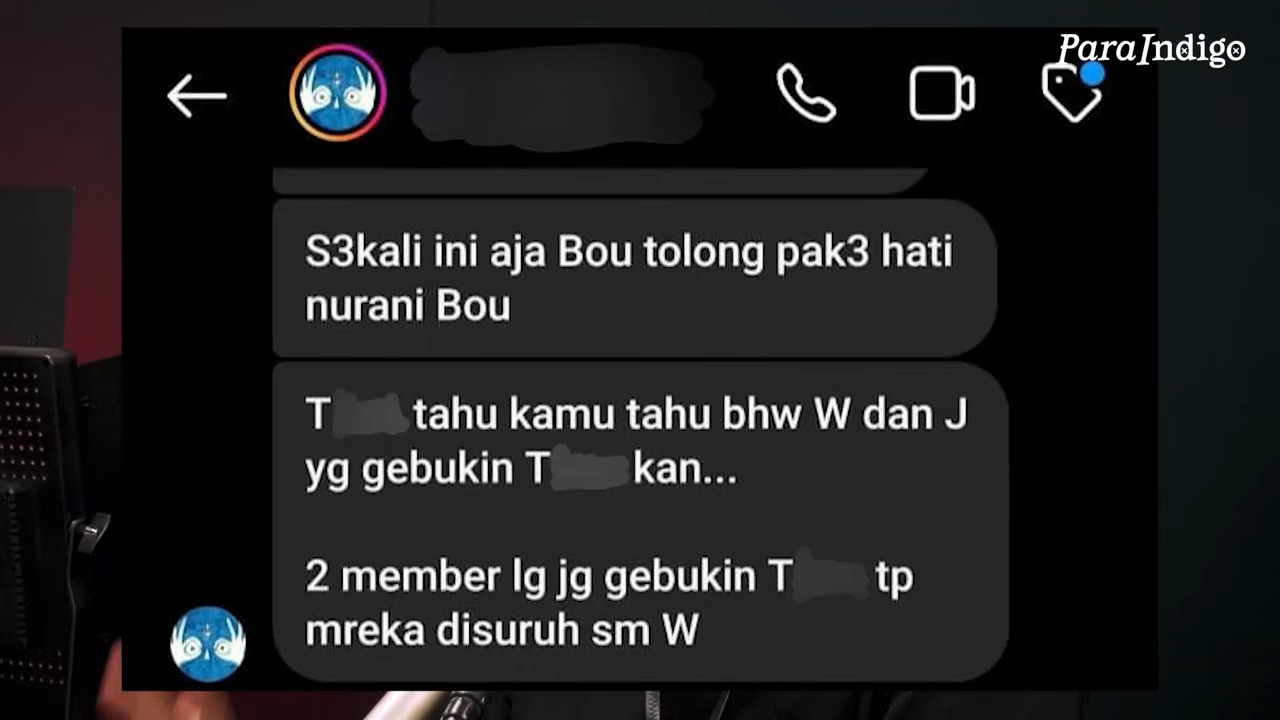 ParaIndigo
S3kali ini aja Bou tolong pak3 hati
nurani Bou
T tahu kamu tahu bhw W dan J
yg gebukin T kan...
2 member lg jg gebukin T tp
mreka disuruh sm W